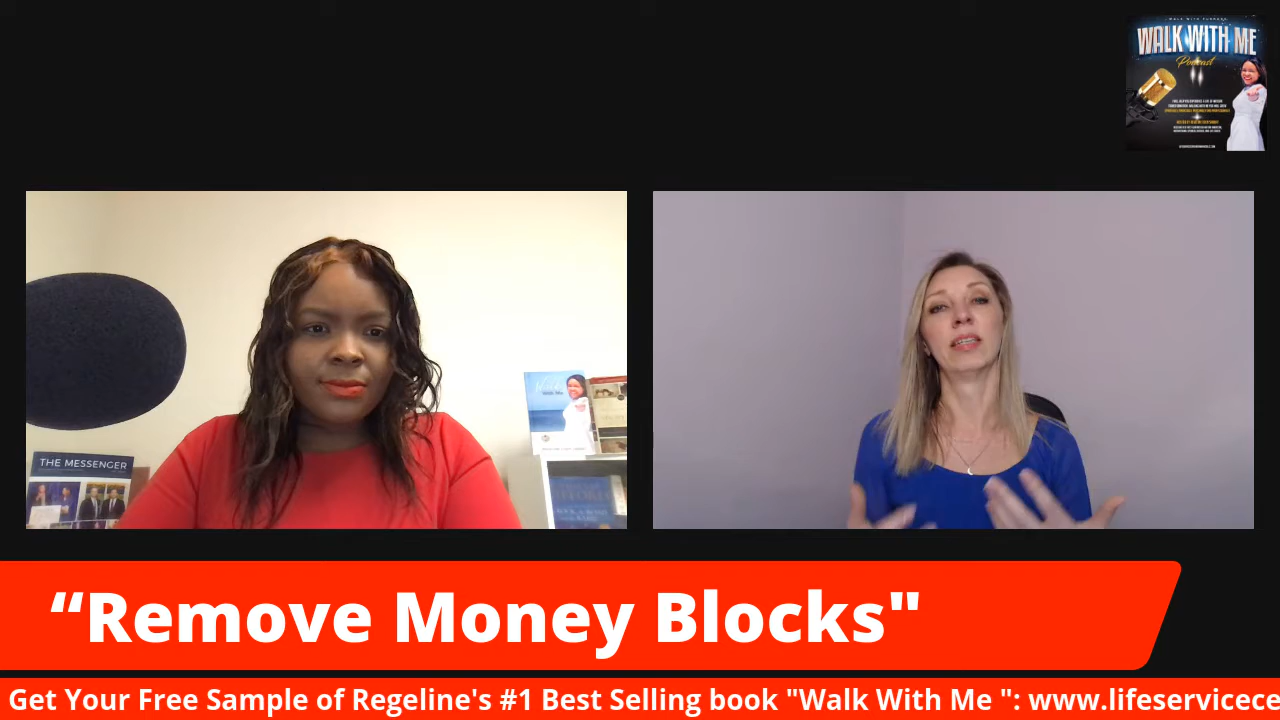 WALK WITH ME
Podcast
THE MESSENGER
“Remove Money Blocks"
Get Your Free Sample of Regeline's #1 Best Selling book "Walk With Me ": www.lifeservicece